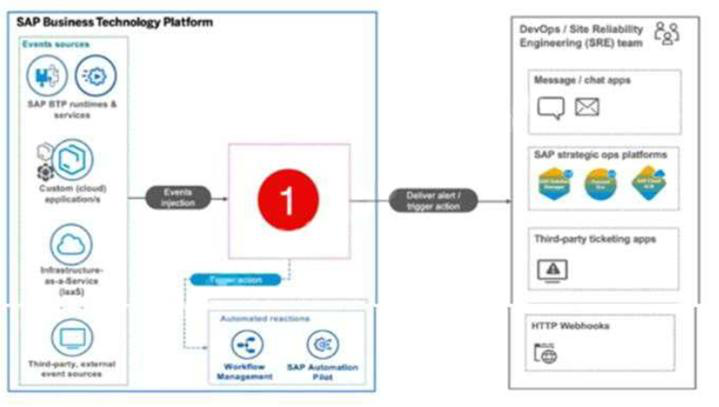 SAP Business Technology Platform
Events sources
SAP BTP runtimes &
services
Custom (cloud)
application/s
Infrastructure-
as-a-Service
(IaaS)
Third-party, external
event sources
Events
injection
1
Trigger action
Automated reactions
Workflow
Management
SAP Automation
Pilot
Deliver alert /
trigger action
DevOps / Site Reliability
Engineering (SRE) team
Message / chat apps
SAP strategic ops platforms
Third-party ticketing apps
HTTP Webhooks